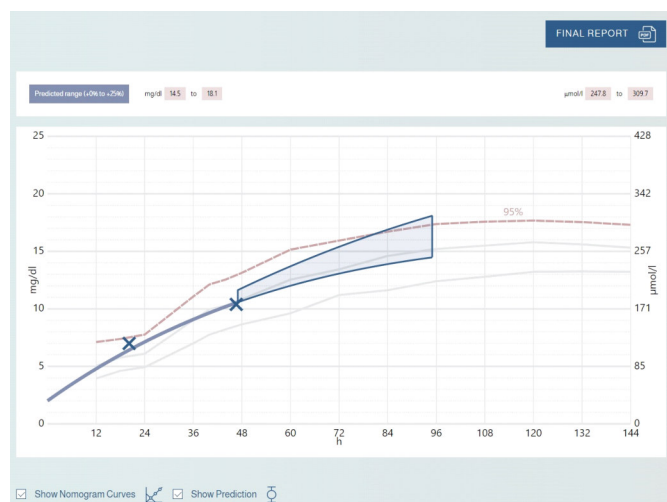 FINAL REPORT PDF
Predicted range (+0% to +25%) mg/dl 14.5 to 18.1 µmol/l 247.8 to 309.7
25 428
20 342
95%
15 257
mg/dl µmol/l
10 171
5 85
0 0
12 24 36 48 60 72 84 96 108 120 132 144
h
Show Nomogram Curves Show Prediction